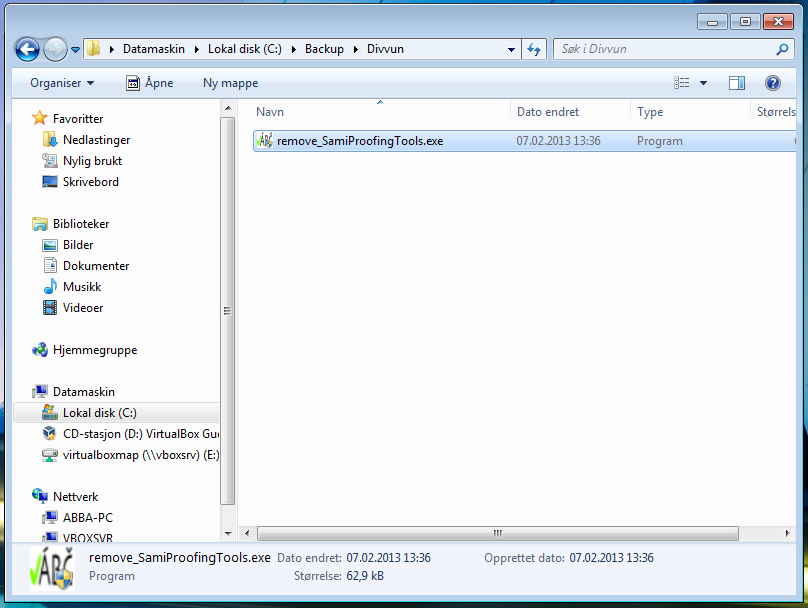 Datamaskin Lokal disk (C:) Backup Divvun Søk i Divvun
Organiser Åpne Ny mappe
Favoritter
Nedlastinger
Nylig brukt
Skrivebord
Biblioteker
Bilder
Dokumenter
Musikk
Videoer
Hjemmegruppe
Datamaskin
Lokal disk (C:)
CD-stasjon (D:) VirtualBox Gue
virtualboxmap (\\vboxsrv) (E:)
Nettverk
ABBA-PC
VBOXSVR
Navn Dato endret Type Størrels
remove_SamiProofingTools.exe 07.02.2013 13:36 Program
ÁBČ
remove_SamiProofingTools.exe Dato endret: 07.02.2013 13:36 Opprettet dato: 07.02.2013 13:36
Program Størrelse: 62,9 kB